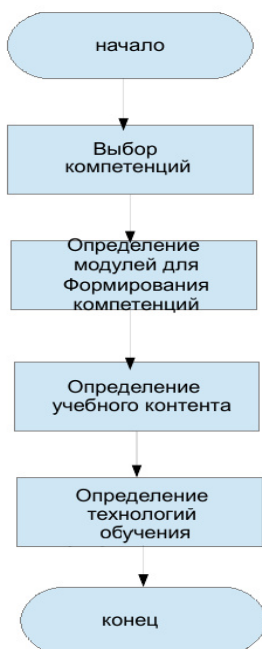 начало
Выбор
компетенций
Определение
модулей для
Формирования
компетенций
Определение
учебного контента
Определение
технологий
обучения
конец